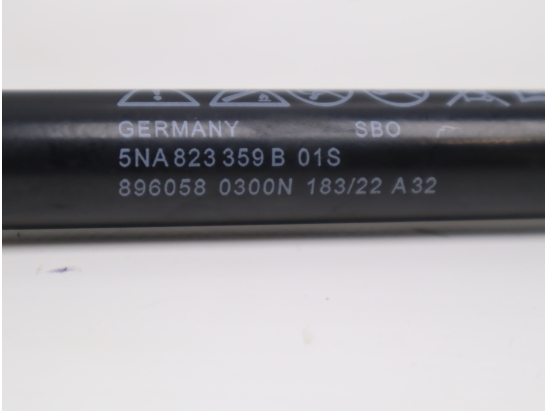 GERMANY SBO
5NA 823 359 B 01S
896058 0300N 183/22 A32